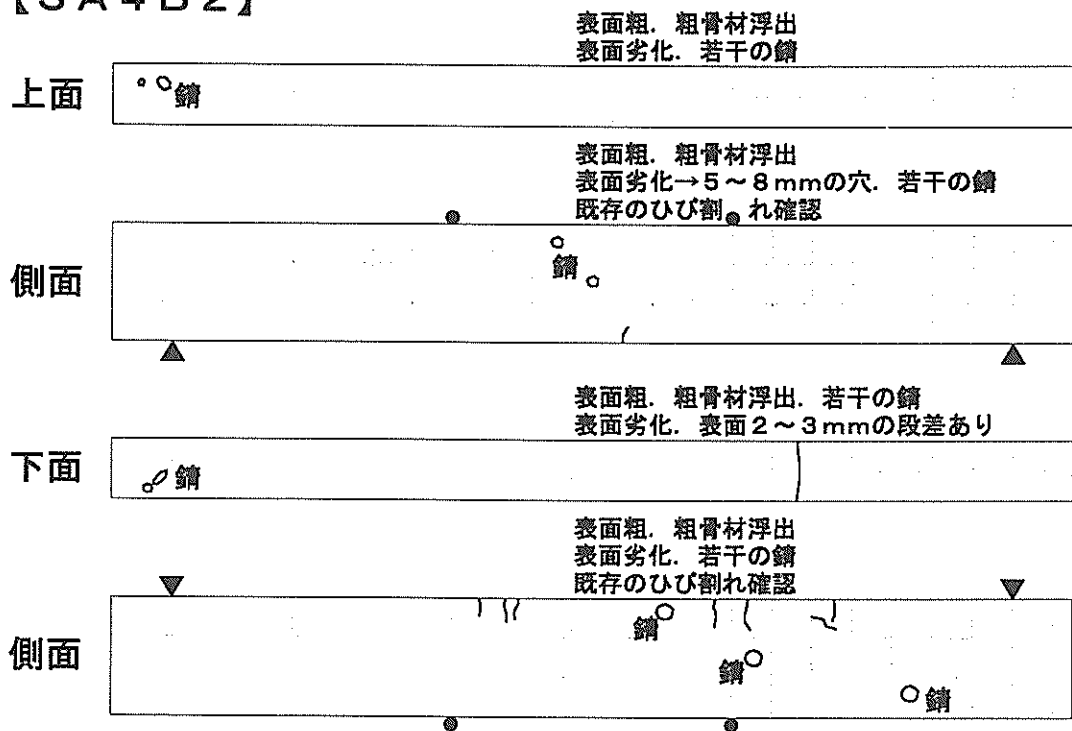 【SA4B2】
表面粗．粗骨材浮出
表面劣化．若干の錆
上面
錆
表面粗．粗骨材浮出
表面劣化→5～8mmの穴．若干の錆
既存のひび割れ確認
側面
錆
表面粗．粗骨材浮出．若干の錆
表面劣化．表面2～3mmの段差あり
下面
錆
表面粗．粗骨材浮出
表面劣化．若干の錆
既存のひび割れ確認
側面
錆
錆
錆